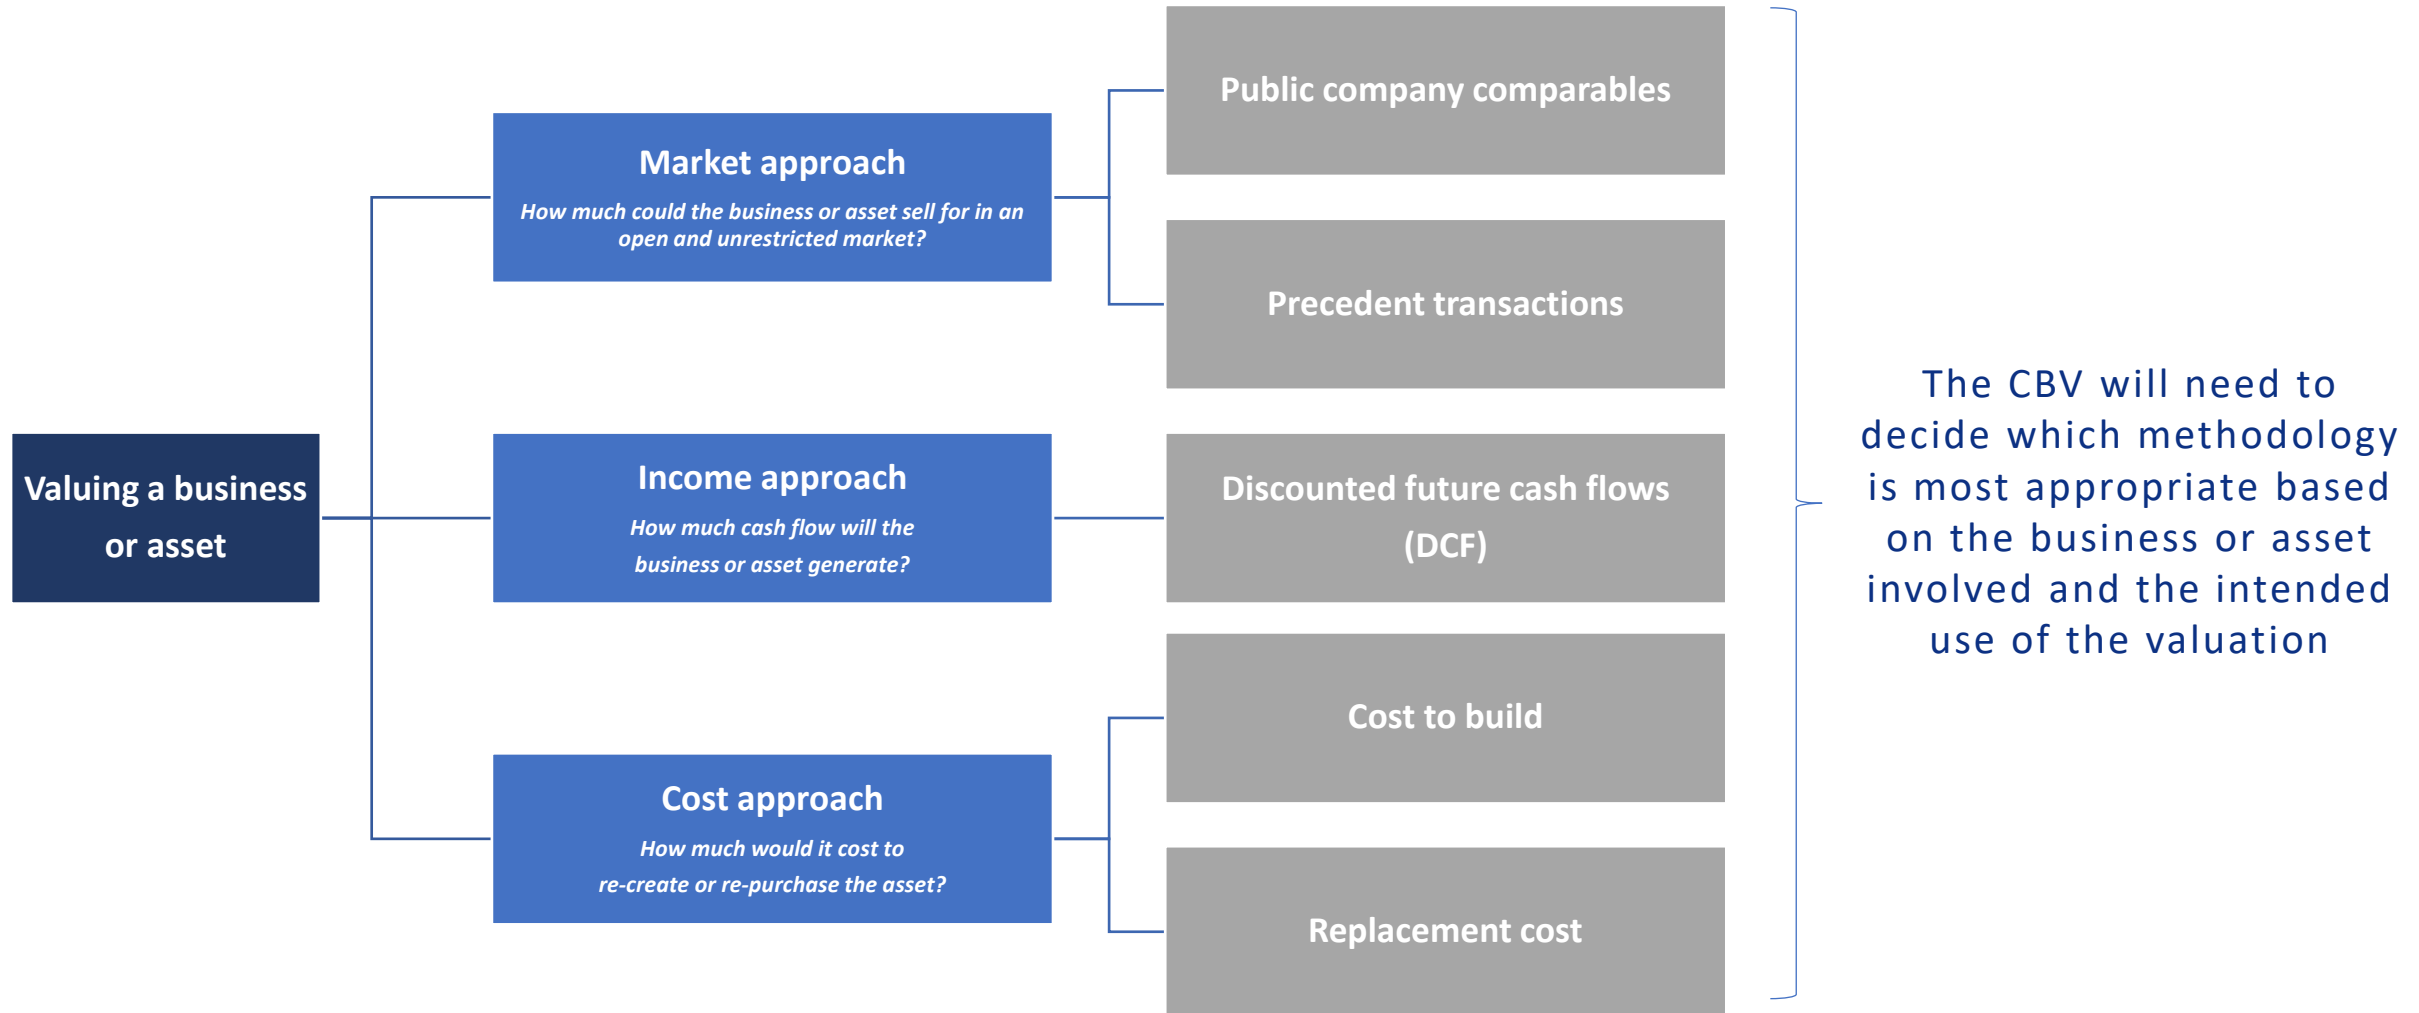 Valuing a business
or asset
Market approach
How much could the business or asset sell for in an
open and unrestricted market?
Public company comparables
Precedent transactions
Income approach
How much cash flow will the
business or asset generate?
Discounted future cash flows
(DCF)
Cost approach
How much would it cost to
re-create or re-purchase the asset?
Cost to build
Replacement cost
The CBV will need to
decide which methodology
is most appropriate based
on the business or asset
involved and the intended
use of the valuation